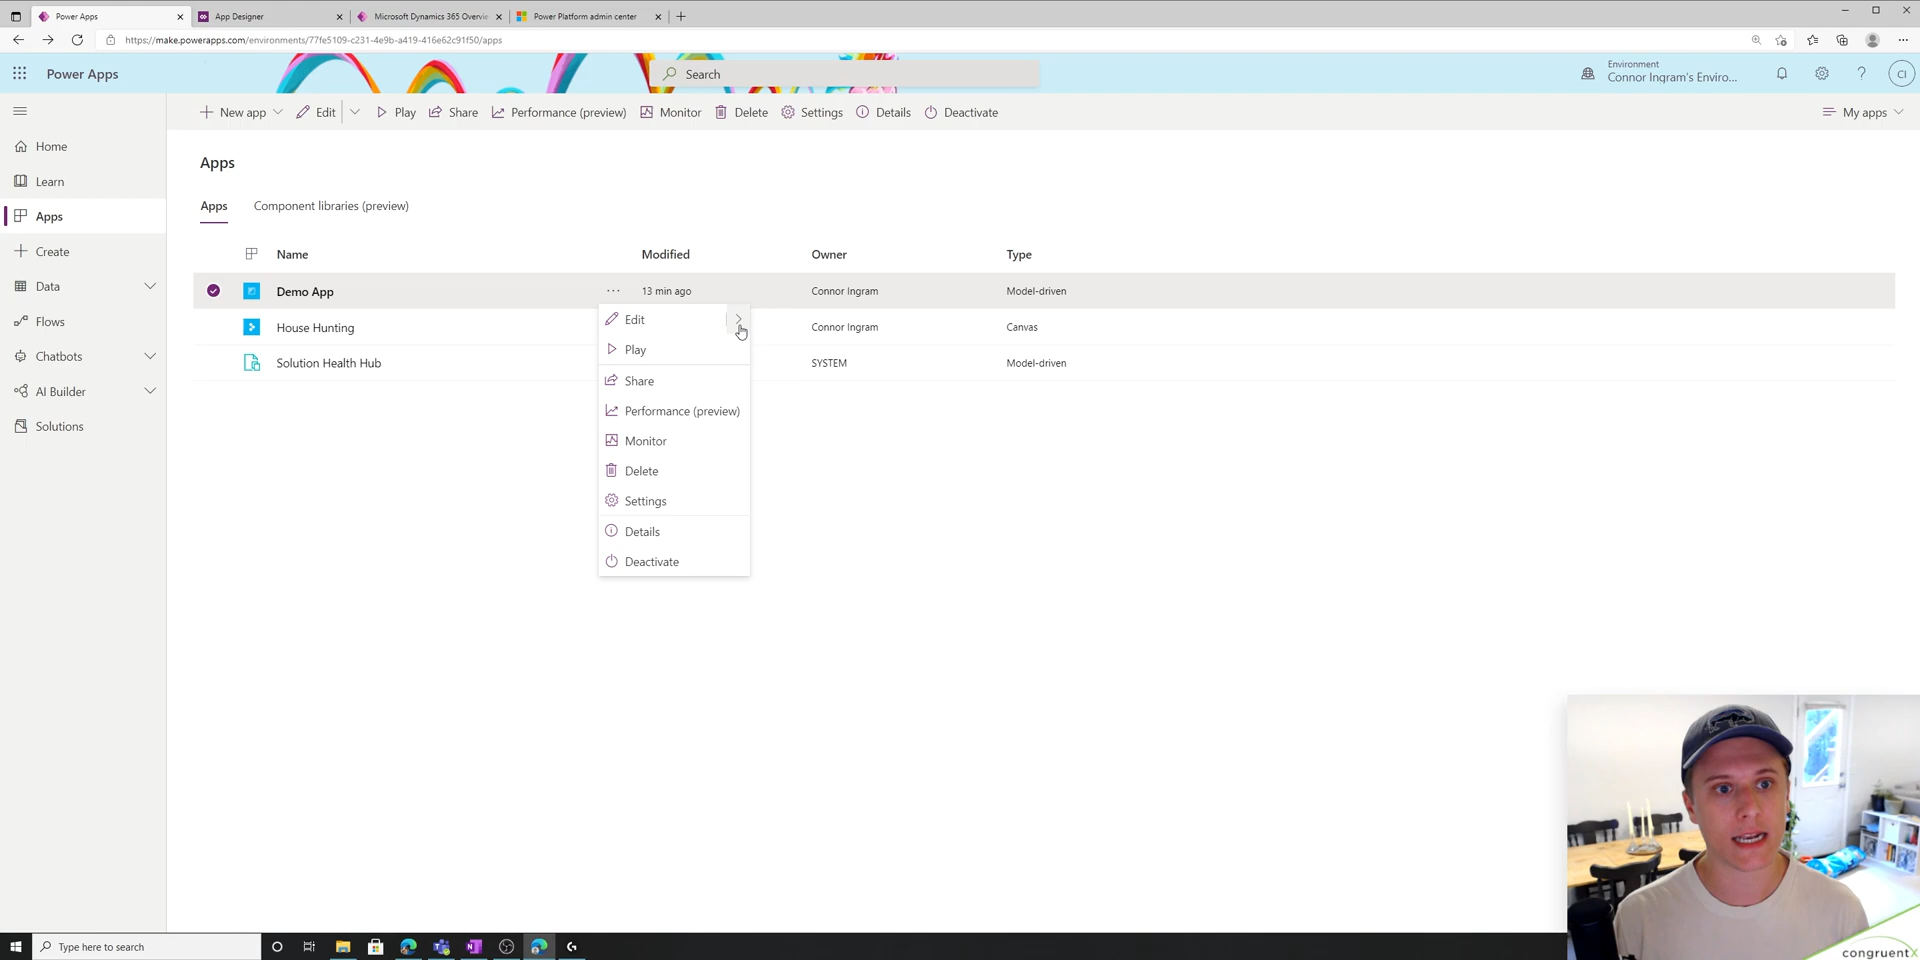 Power Apps
App Designer
Microsoft Dynamics 365 Overvie
Power Platform admin center
https://make.powerapps.com/environments/77fe5109-c231-4e9b-a419-416e62c91f50/apps
Power Apps
Search
Environment
Connor Ingram's Enviro...
CI
New app
Edit
Play
Share
Performance (preview)
Monitor
Delete
Settings
Details
Deactivate
My apps
Home
Learn
Apps
Create
Data
Flows
Chatbots
AI Builder
Solutions
Apps
Apps
Component libraries (preview)
Name Modified Owner Type
Demo App ... 13 min ago Connor Ingram Model-driven
House Hunting Connor Ingram Canvas
Solution Health Hub SYSTEM Model-driven
Edit
Play
Share
Performance (preview)
Monitor
Delete
Settings
Details
Deactivate
Type here to search
congruentX